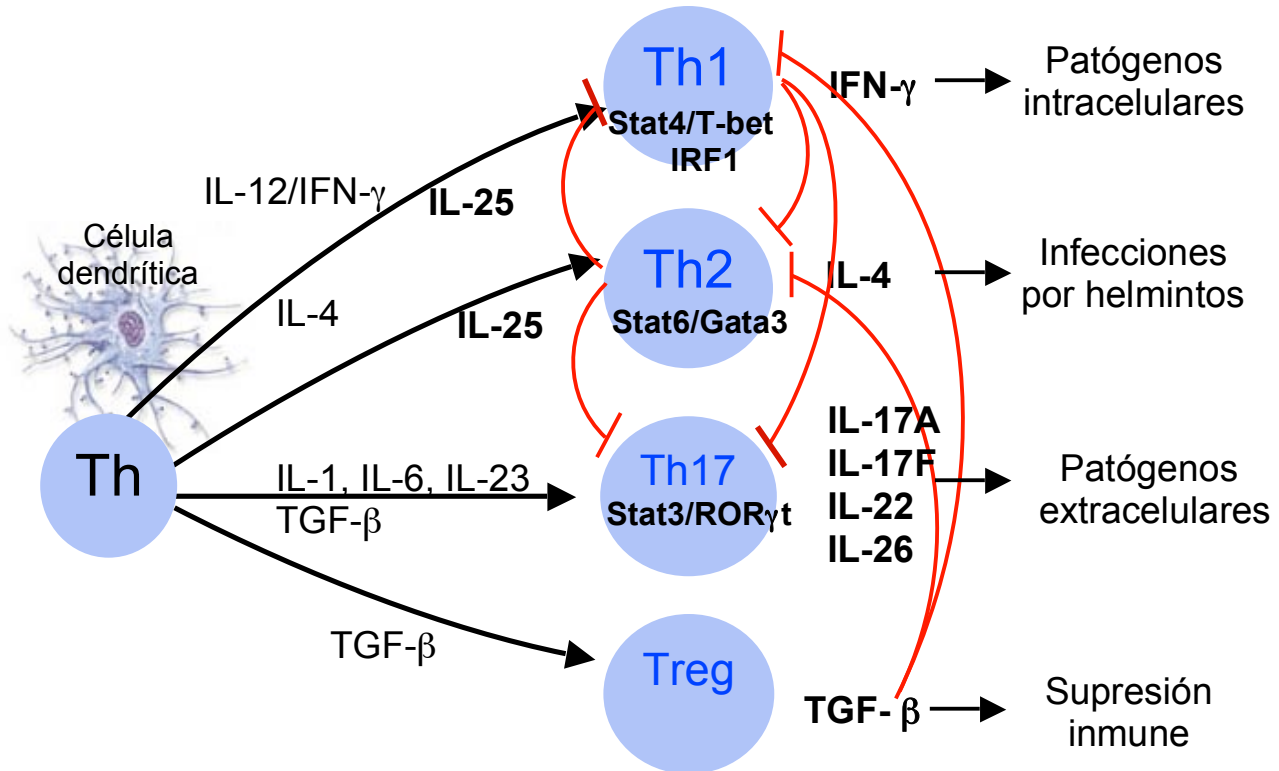 Th1
Stat4/T-bet
IRF1
IFN-γ
Patógenos
intracelulares
IL-12/IFN-γ
IL-25
Célula
dendrítica
IL-4
IL-25
Th2
Stat6/Gata3
IL-4
Infecciones
por helmintos
Th
IL-1, IL-6, IL-23
TGF-β
Th17
Stat3/RORγt
IL-17A
IL-17F
IL-22
IL-26
Patógenos
extracelulares
TGF-β
Treg
TGF- β
Supresión
inmune